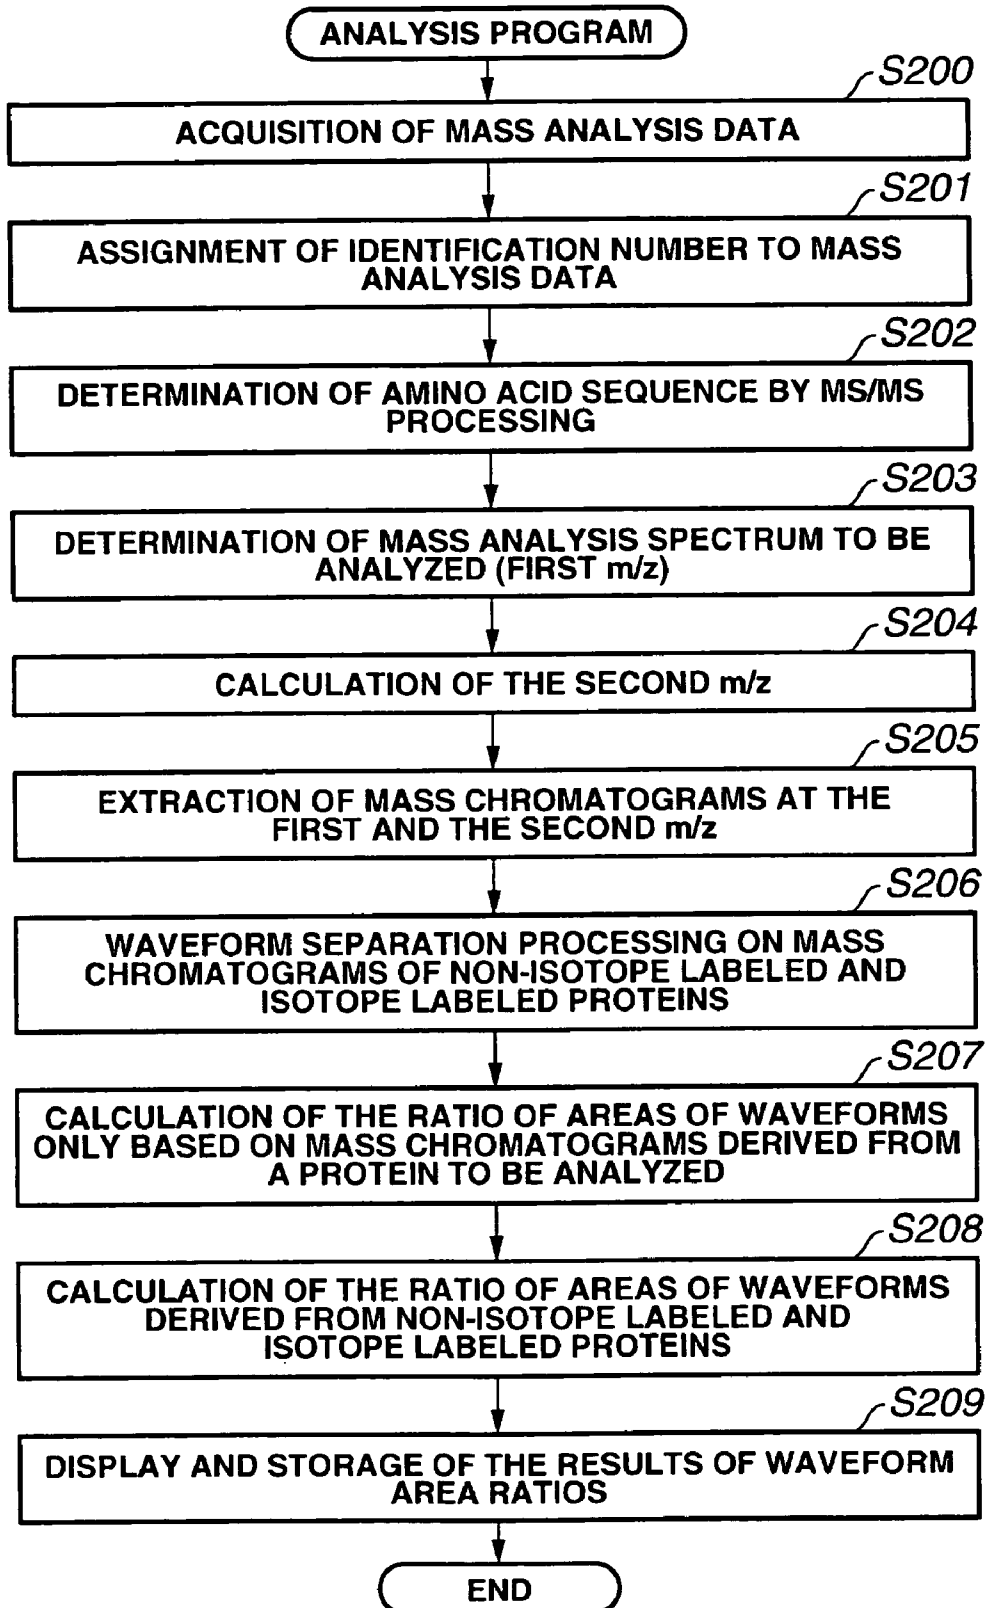 ANALYSIS PROGRAM
S200
ACQUISITION OF MASS ANALYSIS DATA
S201
ASSIGNMENT OF IDENTIFICATION NUMBER TO MASS
ANALYSIS DATA
S202
DETERMINATION OF AMINO ACID SEQUENCE BY MS/MS
PROCESSING
S203
DETERMINATION OF MASS ANALYSIS SPECTRUM TO BE
ANALYZED (FIRST m/z)
S204
CALCULATION OF THE SECOND m/z
S205
EXTRACTION OF MASS CHROMATOGRAMS AT THE
FIRST AND THE SECOND m/z
S206
WAVEFORM SEPARATION PROCESSING ON MASS
CHROMATOGRAMS OF NON-ISOTOPE LABELED AND
ISOTOPE LABELED PROTEINS
S207
CALCULATION OF THE RATIO OF AREAS OF WAVEFORMS
ONLY BASED ON MASS CHROMATOGRAMS DERIVED FROM
A PROTEIN TO BE ANALYZED
S208
CALCULATION OF THE RATIO OF AREAS OF WAVEFORMS
DERIVED FROM NON-ISOTOPE LABELED AND
ISOTOPE LABELED PROTEINS
S209
DISPLAY AND STORAGE OF THE RESULTS OF WAVEFORM
AREA RATIOS
END